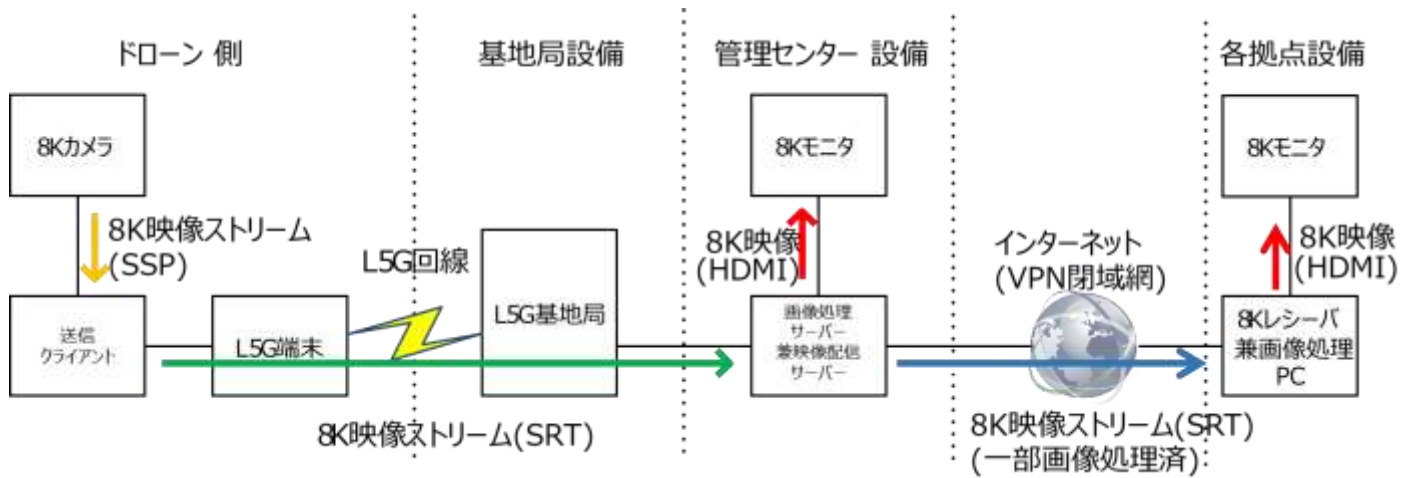 ドローン 側
基地局設備
管理センター 設備
各拠点設備
8Kカメラ
8K映像ストリーム
(SSP)
送信
クライアント
L5G端末
L5G回線
L5G基地局
8K映像ストリーム(SRT)
8Kモニタ
8K映像
(HDMI)
画像処理
サーバー
兼映像配信
サーバー
インターネット
(VPN閉域網)
8K映像ストリーム(SRT)
(一部画像処理済)
8Kモニタ
8K映像
(HDMI)
8Kレシーバ
兼画像処理
PC